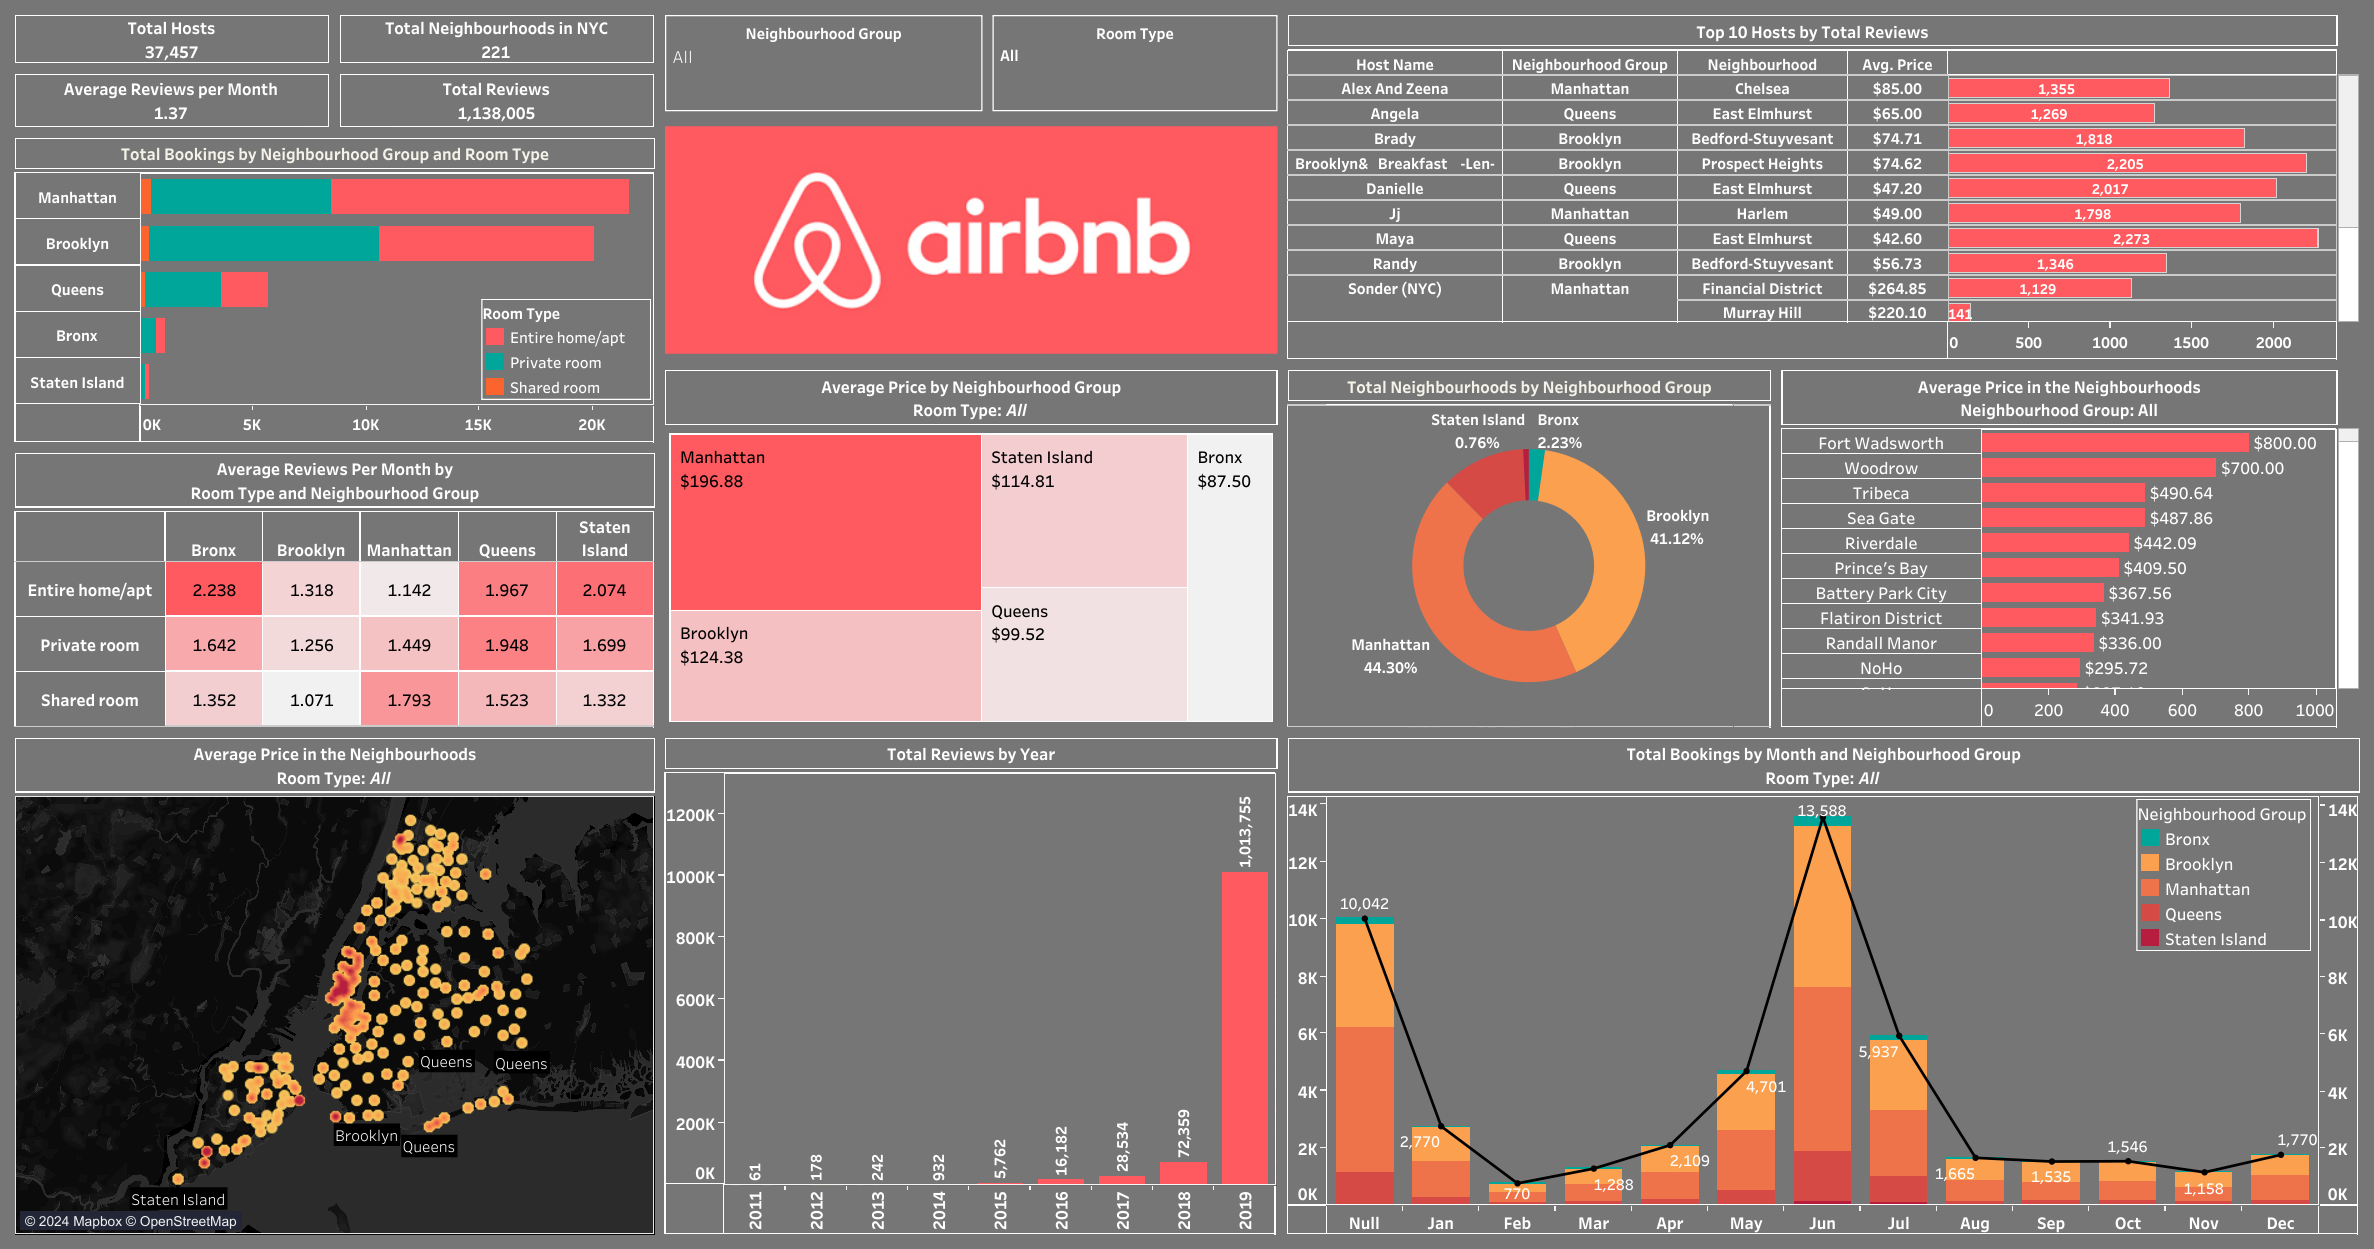 Total Hosts
37,457
Total Neighbourhoods in NYC
221
Average Reviews per Month
1.37
Total Reviews
1,138,005
Neighbourhood Group
All
Room Type
All
airbnb
Total Bookings by Neighbourhood Group and Room Type
Manhattan
Brooklyn
Queens
Bronx
Staten Island
0K 5K 10K 15K 20K
Room Type
Entire home/apt
Private room
Shared room
Top 10 Hosts by Total Reviews
Host Name Neighbourhood Group Neighbourhood Avg. Price
Alex And Zeena Manhattan Chelsea $85.00 1,355
Angela Queens East Elmhurst $65.00 1,269
Brady Brooklyn Bedford-Stuyvesant $74.71 1,818
Brooklyn& Breakfast -Len- Brooklyn Prospect Heights $74.62 2,205
Danielle Queens East Elmhurst $47.20 2,017
Jj Manhattan Harlem $49.00 1,798
Maya Queens East Elmhurst $42.60 2,273
Randy Brooklyn Bedford-Stuyvesant $56.73 1,346
Sonder (NYC) Manhattan Financial District $264.85 1,129
Murray Hill $220.10 141
0 500 1000 1500 2000
Average Reviews Per Month by
Room Type and Neighbourhood Group
Bronx Brooklyn Manhattan Queens Staten Island
Entire home/apt 2.238 1.318 1.142 1.967 2.074
Private room 1.642 1.256 1.449 1.948 1.699
Shared room 1.352 1.071 1.793 1.523 1.332
Average Price by Neighbourhood Group
Room Type: All
Manhattan
$196.88
Brooklyn
$124.38
Staten Island
$114.81
Queens
$99.52
Bronx
$87.50
Total Neighbourhoods by Neighbourhood Group
Staten Island
0.76%
Bronx
2.23%
Brooklyn
41.12%
Manhattan
44.30%
Average Price in the Neighbourhoods
Neighbourhood Group: All
Fort Wadsworth $800.00
Woodrow $700.00
Tribeca $490.64
Sea Gate $487.86
Riverdale $442.09
Prince's Bay $409.50
Battery Park City $367.56
Flatiron District $341.93
Randall Manor $336.00
NoHo $295.72
0 200 400 600 800 1000
Average Price in the Neighbourhoods
Room Type: All
Queens
Queens
Brooklyn
Queens
Staten Island
© 2024 Mapbox © OpenStreetMap
Total Reviews by Year
1200K
1000K
800K
600K
400K
200K
0K
61 178 242 932 5,762 16,182 28,534 72,359 1,013,755
2011 2012 2013 2014 2015 2016 2017 2018 2019
Total Bookings by Month and Neighbourhood Group
Room Type: All
14K 14K
12K 12K
10K 10K
8K 8K
6K 6K
4K 4K
2K 2K
0K 0K
10,042 2,770 770 1,288 2,109 4,701 13,588 5,937 1,665 1,535 1,546 1,158 1,770
Null Jan Feb Mar Apr May Jun Jul Aug Sep Oct Nov Dec
Neighbourhood Group
Bronx
Brooklyn
Manhattan
Queens
Staten Island